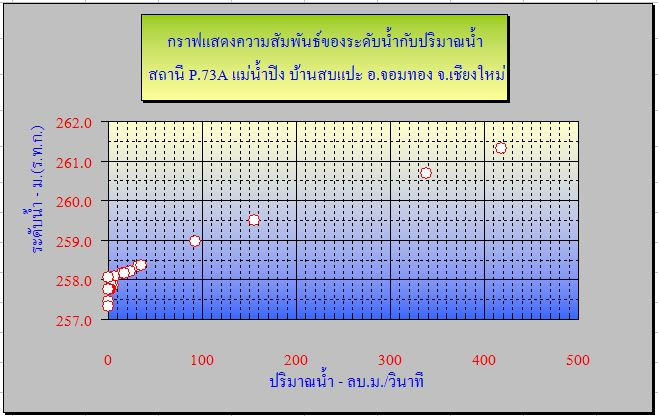 กราฟแสดงความสัมพันธ์ของระดับน้ำกับปริมาณน้ำ
สถานี P.73A แม่น้ำปิง บ้านสบแปะ อ.จอมทอง จ.เชียงใหม่
ระดับน้ำ - ม.(ร.ท.ก.)
262.0
261.0
260.0
259.0
258.0
257.0
0 100 200 300 400 500
ปริมาณน้ำ - ลบ.ม./วินาที